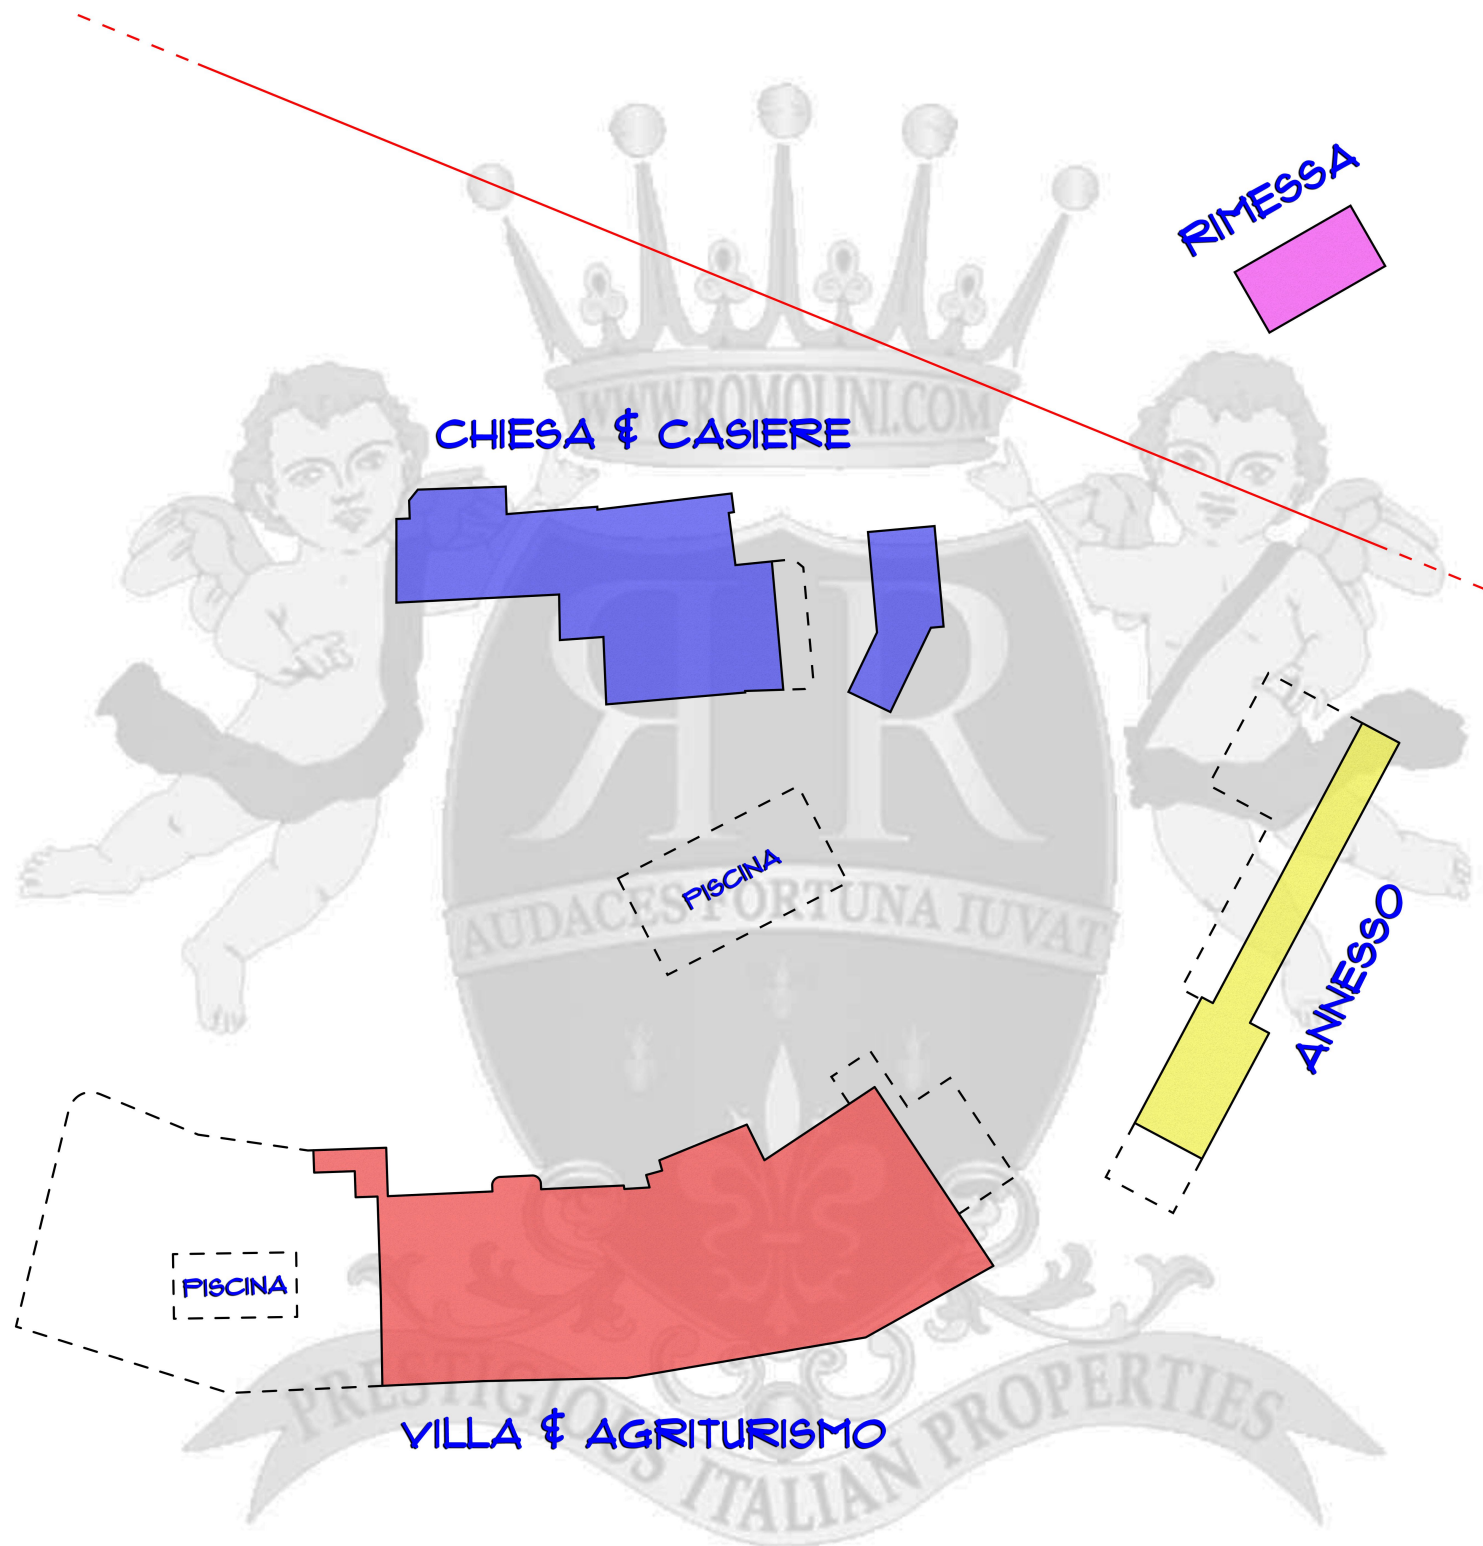 RIMESSA
WWW.ROMOLINI.COM
CHIESA & CASIERE
R R
PISCINA
AUDACES FORTUNA IUVAT
ANNESSO
PISCINA
PRESTIGIOUS ITALIAN PROPERTIES
VILLA & AGRITURISMO